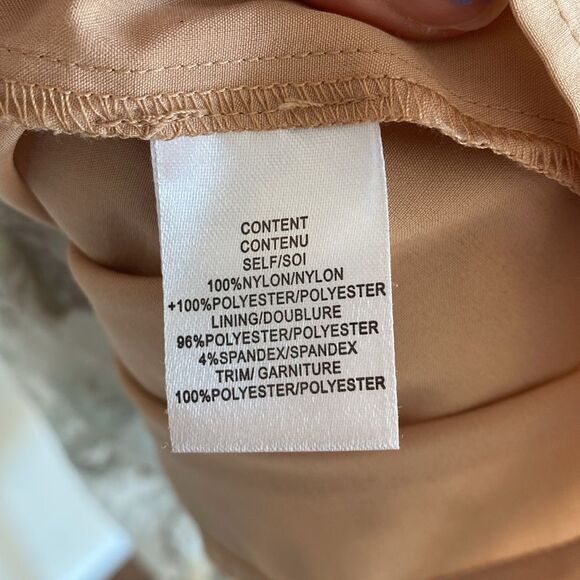 CONTENT
CONTENU
SELF/SOI
100%NYLON/NYLON
+100%POLYESTER/POLYESTER
LINING/DOUBLURE
96%POLYESTER/POLYESTER
4%SPANDEX/SPANDEX
TRIM/ GARNITURE
100%POLYESTER/POLYESTER